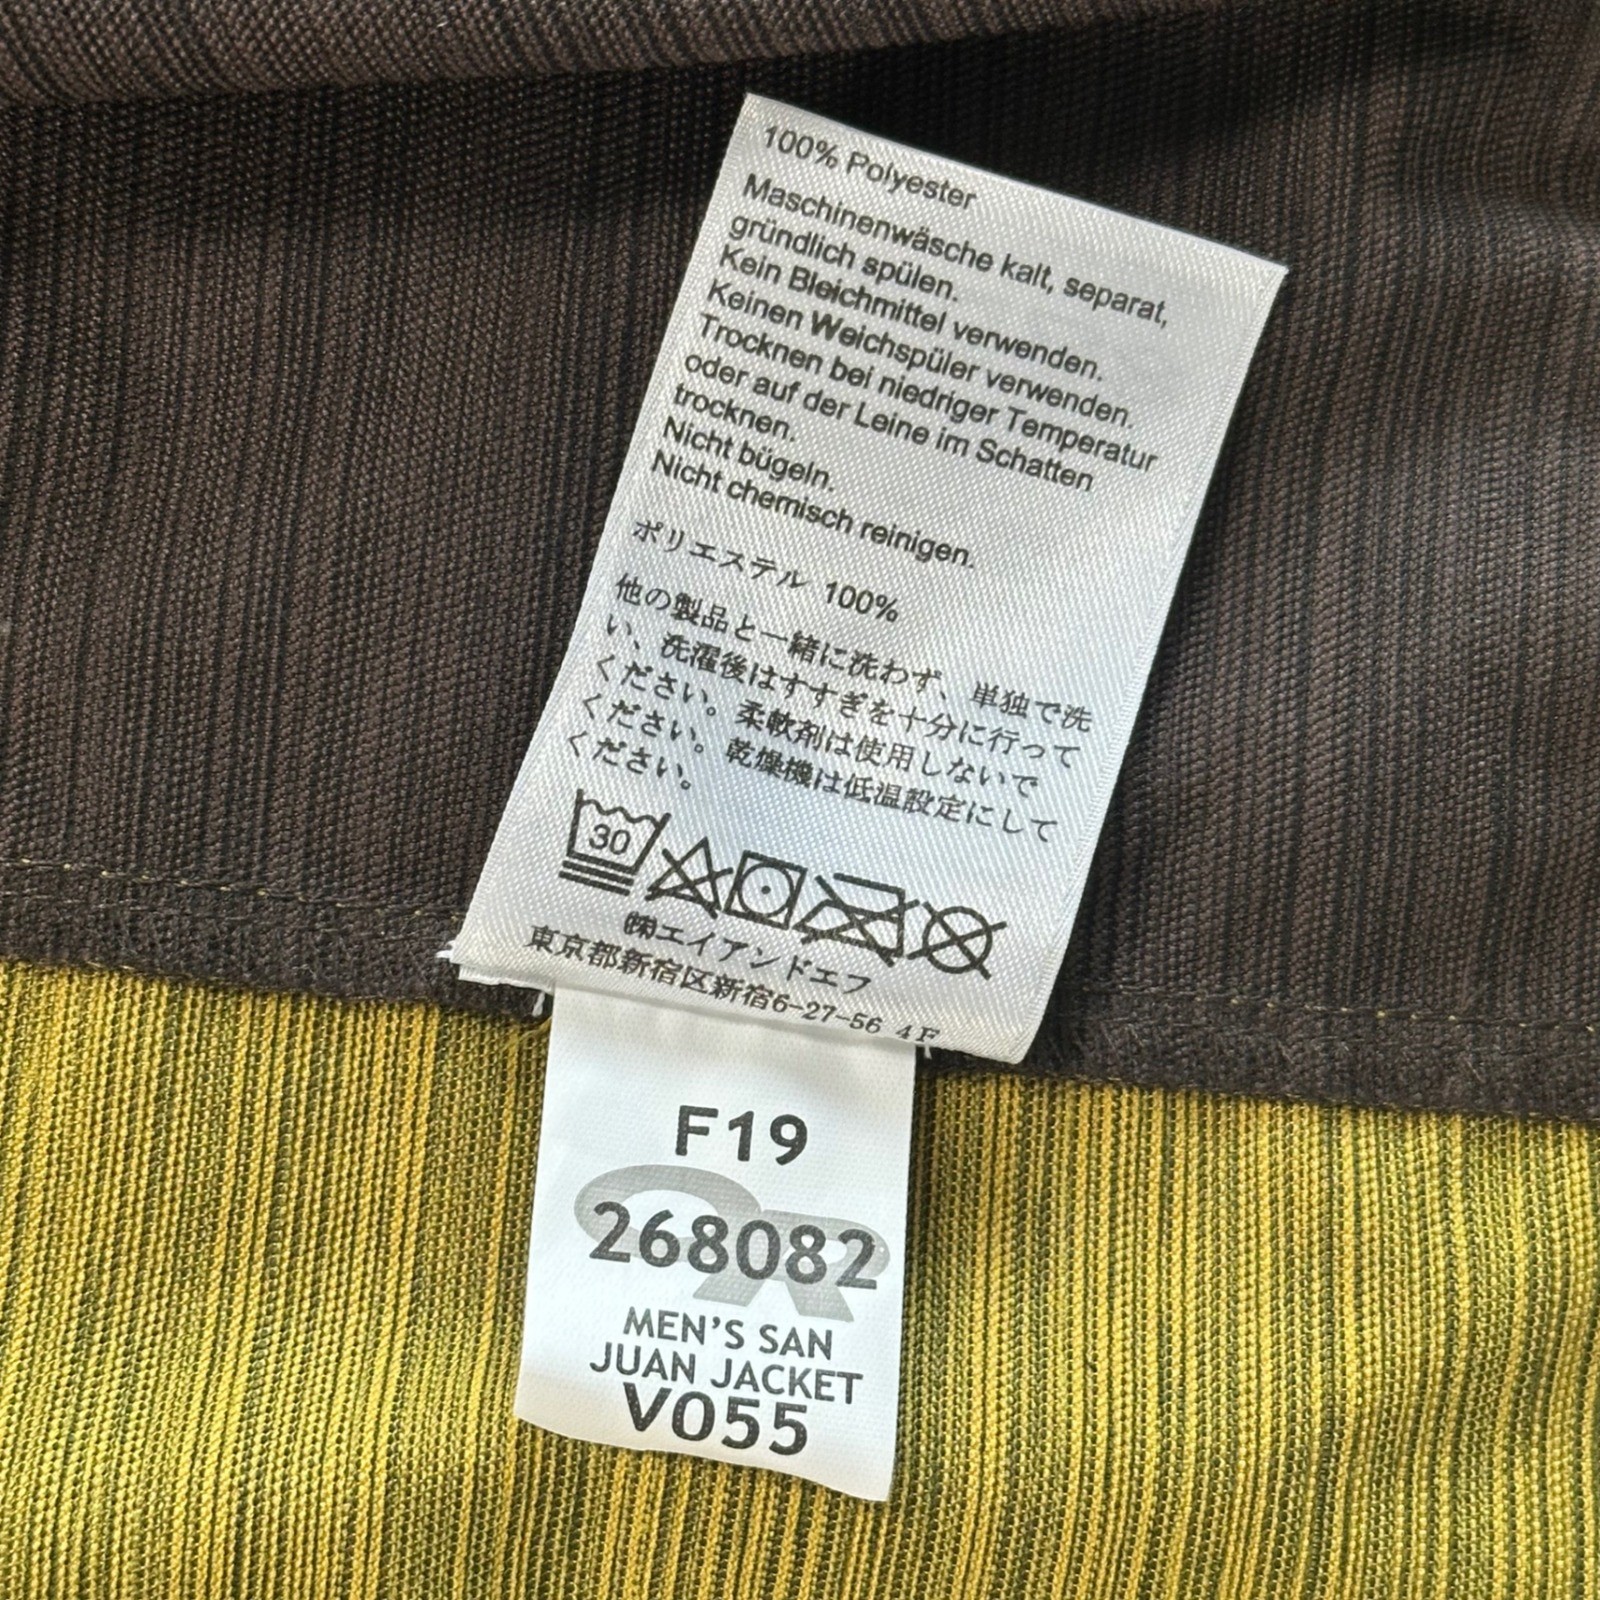 100% Polyester
Maschinenwäsche kalt, separat,
gründlich spülen.
Kein Bleichmittel verwenden.
Keinen Weichspüler verwenden.
Trocknen bei niedriger Temperatur
oder auf der Leine im Schatten
trocknen.
Nicht bügeln.
Nicht chemisch reinigen.
ポリエステル 100%
他の製品と一緒に洗わず、単独で洗
い、洗濯後はすすぎを十分に行って
ください。柔軟剤は使用しないで
ください。乾燥機は低温設定にして
ください。
30
㈱エイアンドエフ
東京都新宿区新宿6-27-56 4F
F19
OR
268082
MEN'S SAN
JUAN JACKET
V055